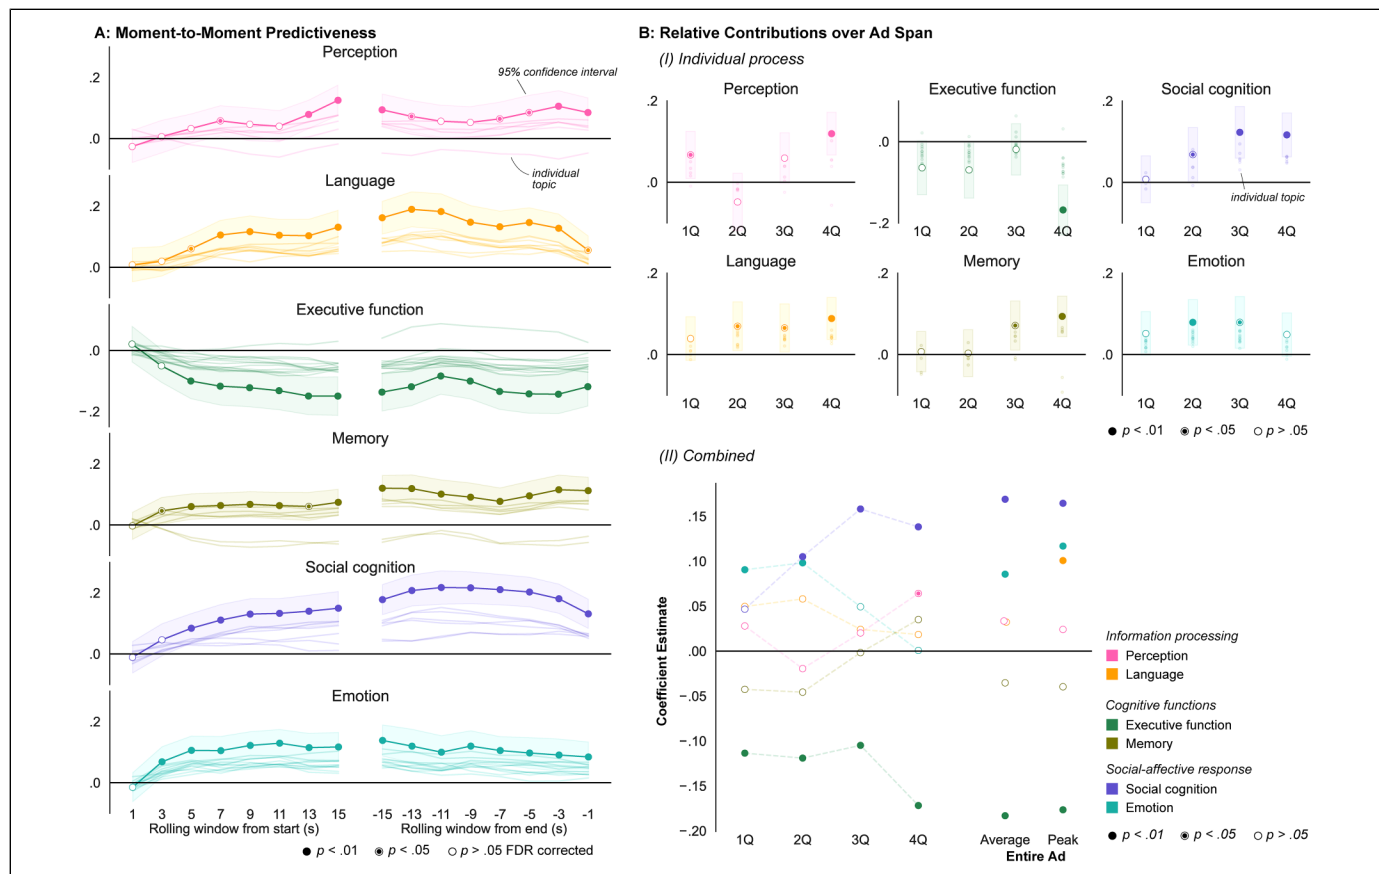 A: Moment-to-Moment Predictiveness
Perception
95% confidence interval
.2
.0
individual
topic
Language
.2
.0
Executive function
.0
−.2
Memory
.2
.0
Social cognition
.2
.0
Emotion
.2
.0
1 3 5 7 9 11 13 15 -15 -13 -11 -9 -7 -5 -3 -1
Rolling window from start (s) Rolling window from end (s)
p < .01 p < .05 p > .05 FDR corrected
B: Relative Contributions over Ad Span
(I) Individual process
Perception Executive function Social cognition
.2 .0 .2
.0 −.2 .0
individual topic
1Q 2Q 3Q 4Q 1Q 2Q 3Q 4Q 1Q 2Q 3Q 4Q
Language Memory Emotion
.2 .2 .2
.0 .0 .0
1Q 2Q 3Q 4Q 1Q 2Q 3Q 4Q 1Q 2Q 3Q 4Q
p < .01 p < .05 p > .05
(II) Combined
Coefficient Estimate
.15
.10
.05
.00
−.05
−.10
−.15
−.20
1Q 2Q 3Q 4Q Average Peak
Entire Ad
Information processing
Perception
Language
Cognitive functions
Executive function
Memory
Social-affective response
Social cognition
Emotion
p < .01 p < .05 p > .05